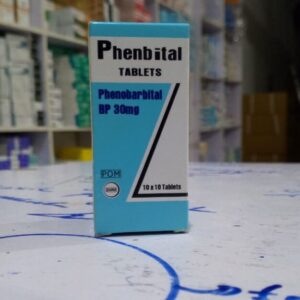 Phenbital
TABLETS
Phenobarbital
BP 30mg
POM
10 x 10 Tablets